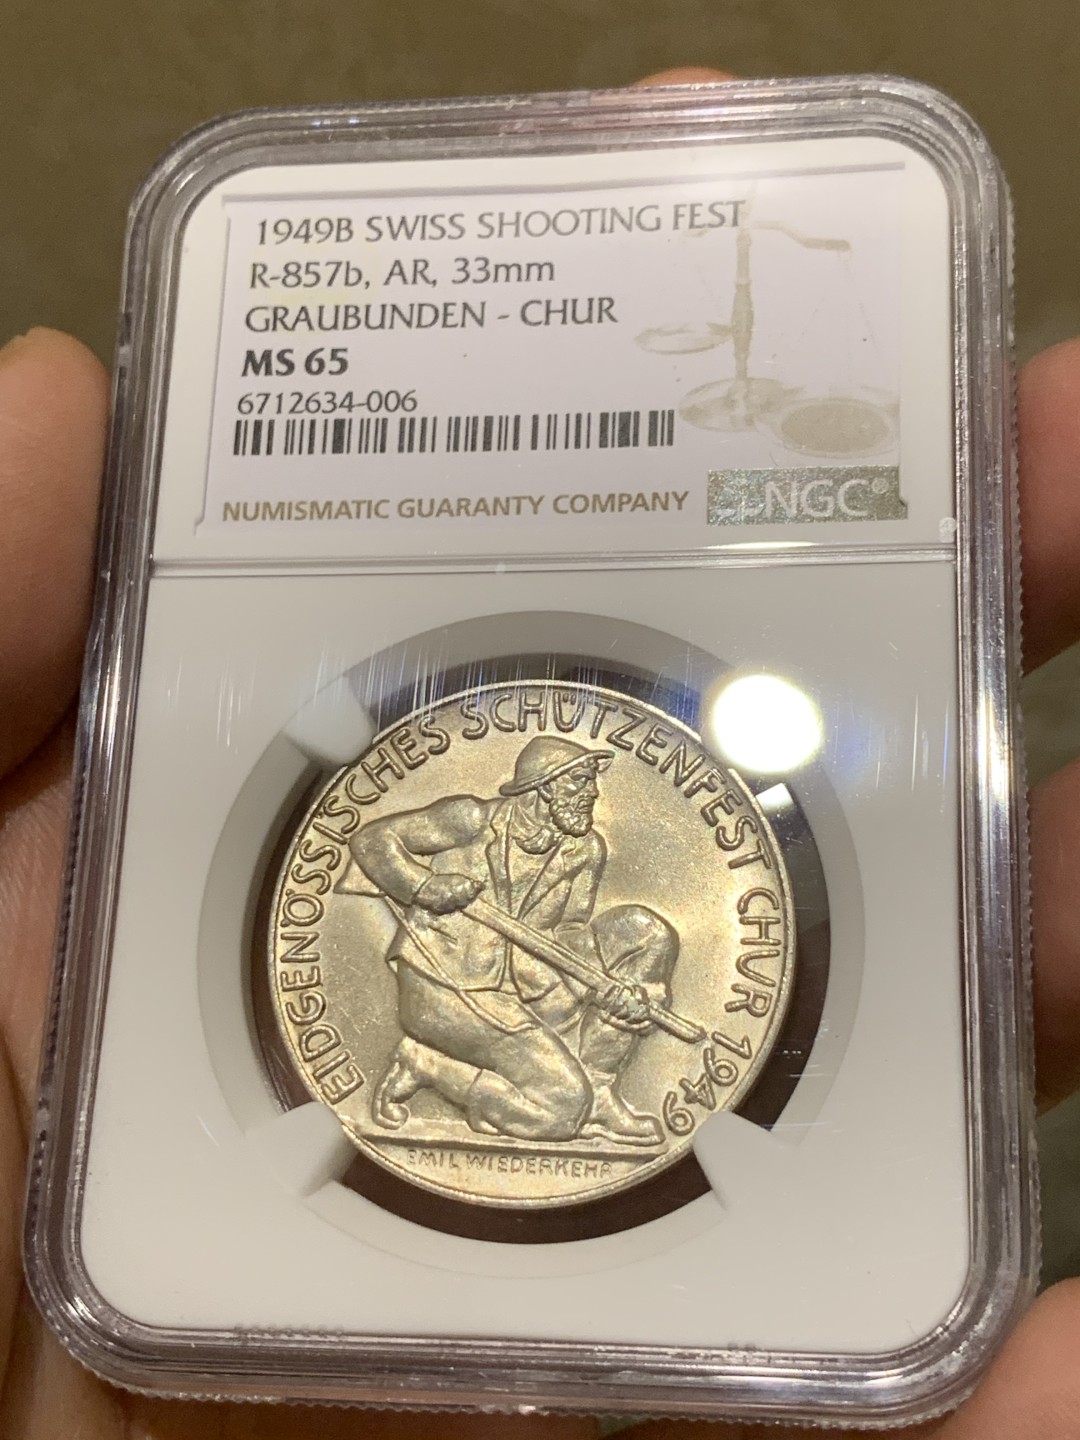 1949B SWISS SHOOTING FEST
R-857b, AR, 33mm
GRAUBUNDEN - CHUR
MS 65
6712634-006
NUMISMATIC GUARANTY COMPANY
NGC®
EIDGENÖSSISCHES SCHÜTZENFEST CHUR 1949
EMIL WIEDERKEHR